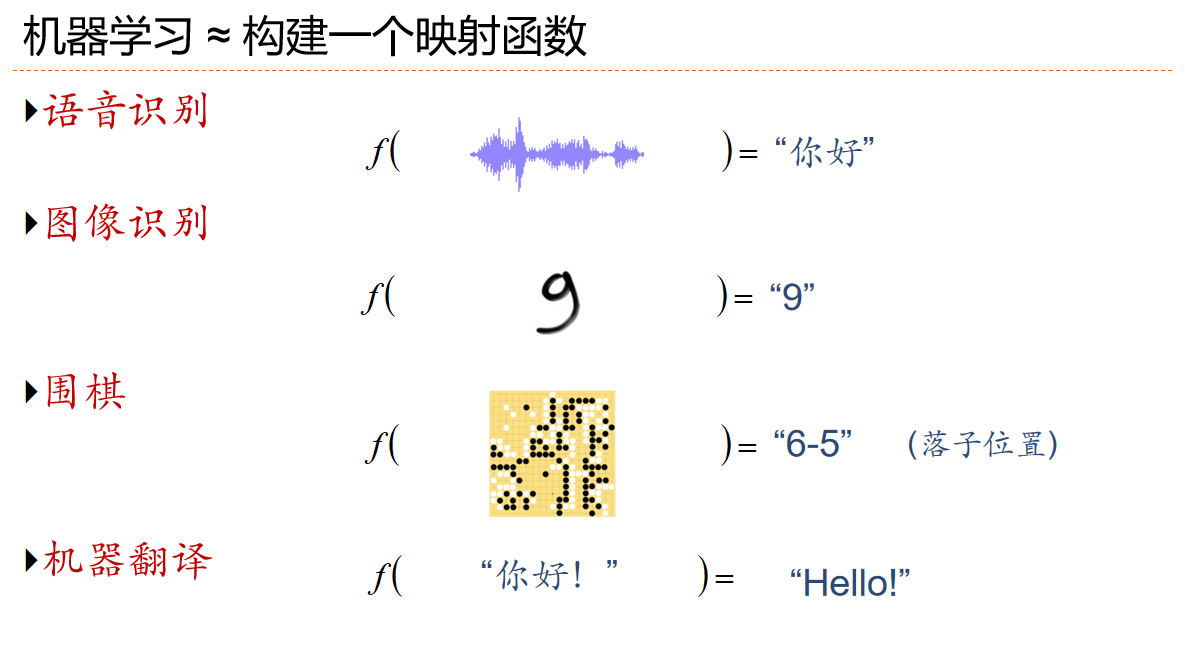 机器学习 ≈ 构建一个映射函数
语音识别
f( ) = “你好”
图像识别
f( 9 ) = “9”
围棋
f( ) = “6-5” (落子位置)
机器翻译
f( “你好！” ) = “Hello!”